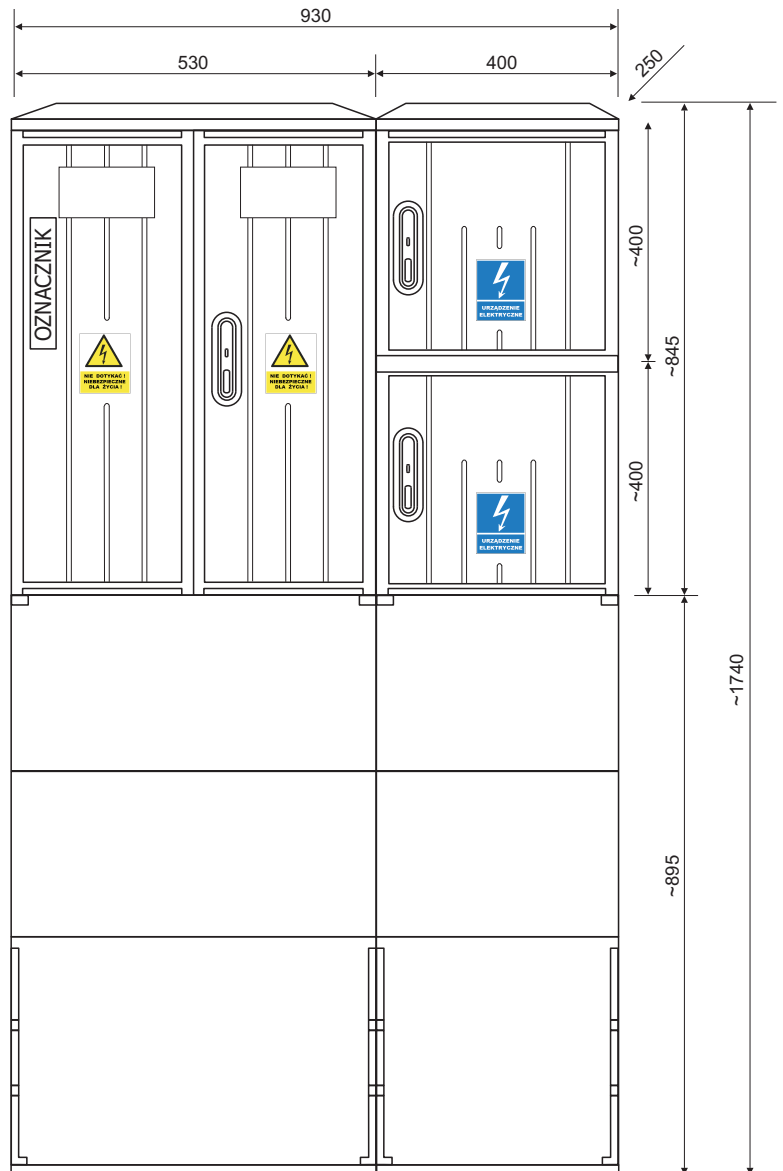 930
530
400
250
~400
~845
OZNACZNIK
URZĄDZENIE
ELEKTRYCZNE
NIE DOTYKAĆ !
NIEBEZPIECZNE
DLA ŻYCIA !
NIE DOTYKAĆ !
NIEBEZPIECZNE
DLA ŻYCIA !
~400
URZĄDZENIE
ELEKTRYCZNE
~1740
~895